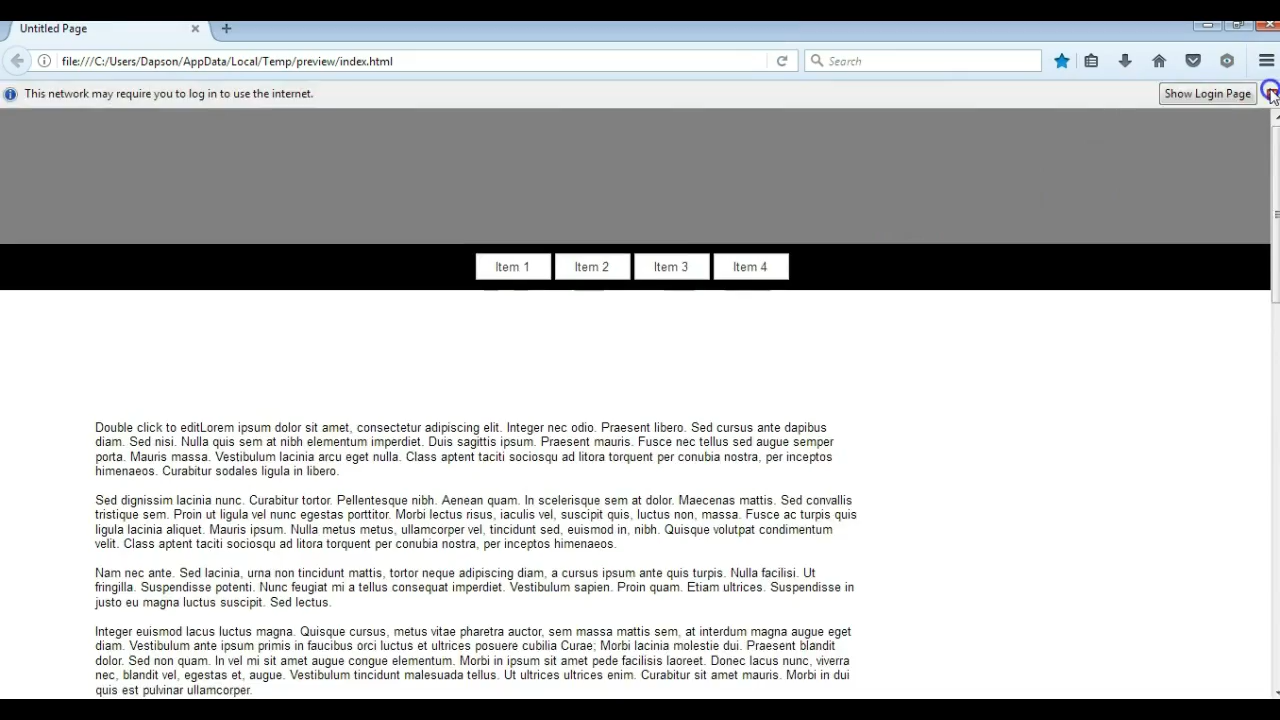 Untitled Page
file:///C:/Users/Dapson/AppData/Local/Temp/preview/index.html
Search
This network may require you to log in to use the internet.
Show Login Page
Item 1
Item 2
Item 3
Item 4
Double click to editLorem ipsum dolor sit amet, consectetur adipiscing elit. Integer nec odio. Praesent libero. Sed cursus ante dapibus
diam. Sed nisi. Nulla quis sem at nibh elementum imperdiet. Duis sagittis ipsum. Praesent mauris. Fusce nec tellus sed augue semper
porta. Mauris massa. Vestibulum lacinia arcu eget nulla. Class aptent taciti sociosqu ad litora torquent per conubia nostra, per inceptos
himenaeos. Curabitur sodales ligula in libero.
Sed dignissim lacinia nunc. Curabitur tortor. Pellentesque nibh. Aenean quam. In scelerisque sem at dolor. Maecenas mattis. Sed convallis
tristique sem. Proin ut ligula vel nunc egestas porttitor. Morbi lectus risus, iaculis vel, suscipit quis, luctus non, massa. Fusce ac turpis quis
ligula lacinia aliquet. Mauris ipsum. Nulla metus metus, ullamcorper vel, tincidunt sed, euismod in, nibh. Quisque volutpat condimentum
velit. Class aptent taciti sociosqu ad litora torquent per conubia nostra, per inceptos himenaeos.
Nam nec ante. Sed lacinia, urna non tincidunt mattis, tortor neque adipiscing diam, a cursus ipsum ante quis turpis. Nulla facilisi. Ut
fringilla. Suspendisse potenti. Nunc feugiat mi a tellus consequat imperdiet. Vestibulum sapien. Proin quam. Etiam ultrices. Suspendisse in
justo eu magna luctus suscipit. Sed lectus.
Integer euismod lacus luctus magna. Quisque cursus, metus vitae pharetra auctor, sem massa mattis sem, at interdum magna augue eget
diam. Vestibulum ante ipsum primis in faucibus orci luctus et ultrices posuere cubilia Curae; Morbi lacinia molestie dui. Praesent blandit
dolor. Sed non quam. In vel mi sit amet augue congue elementum. Morbi in ipsum sit amet pede facilisis laoreet. Donec lacus nunc, viverra
nec, blandit vel, egestas et, augue. Vestibulum tincidunt malesuada tellus. Ut ultrices ultrices enim. Curabitur sit amet mauris. Morbi in dui
quis est pulvinar ullamcorper.